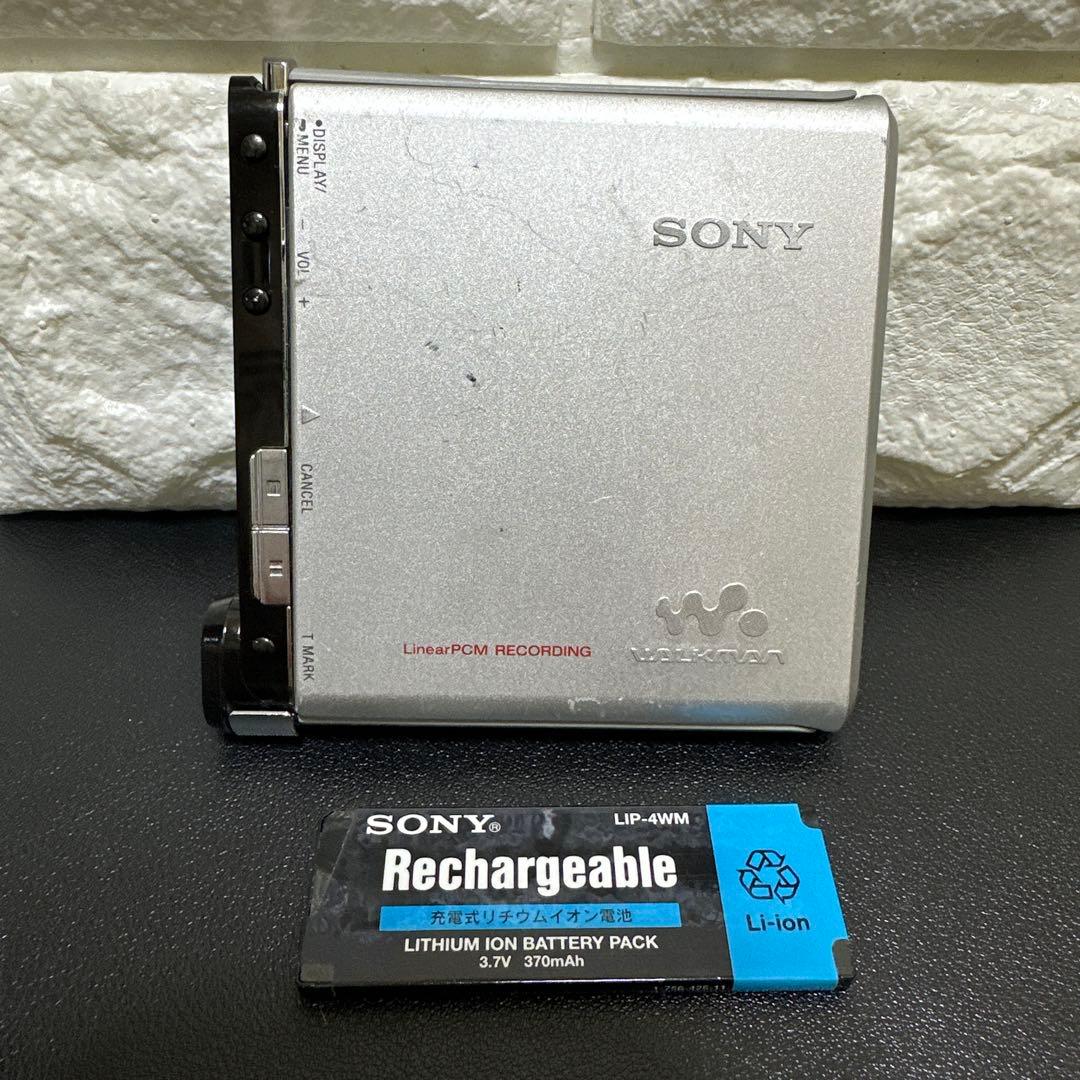 •DISPLAY/
MENU
− VOL +
CANCEL
T MARK
SONY
LinearPCM RECORDING
WALKMAN
SONY®
LIP-4WM
Rechargeable
充電式リチウムイオン電池
LITHIUM ION BATTERY PACK
3.7V 370mAh
Li-ion